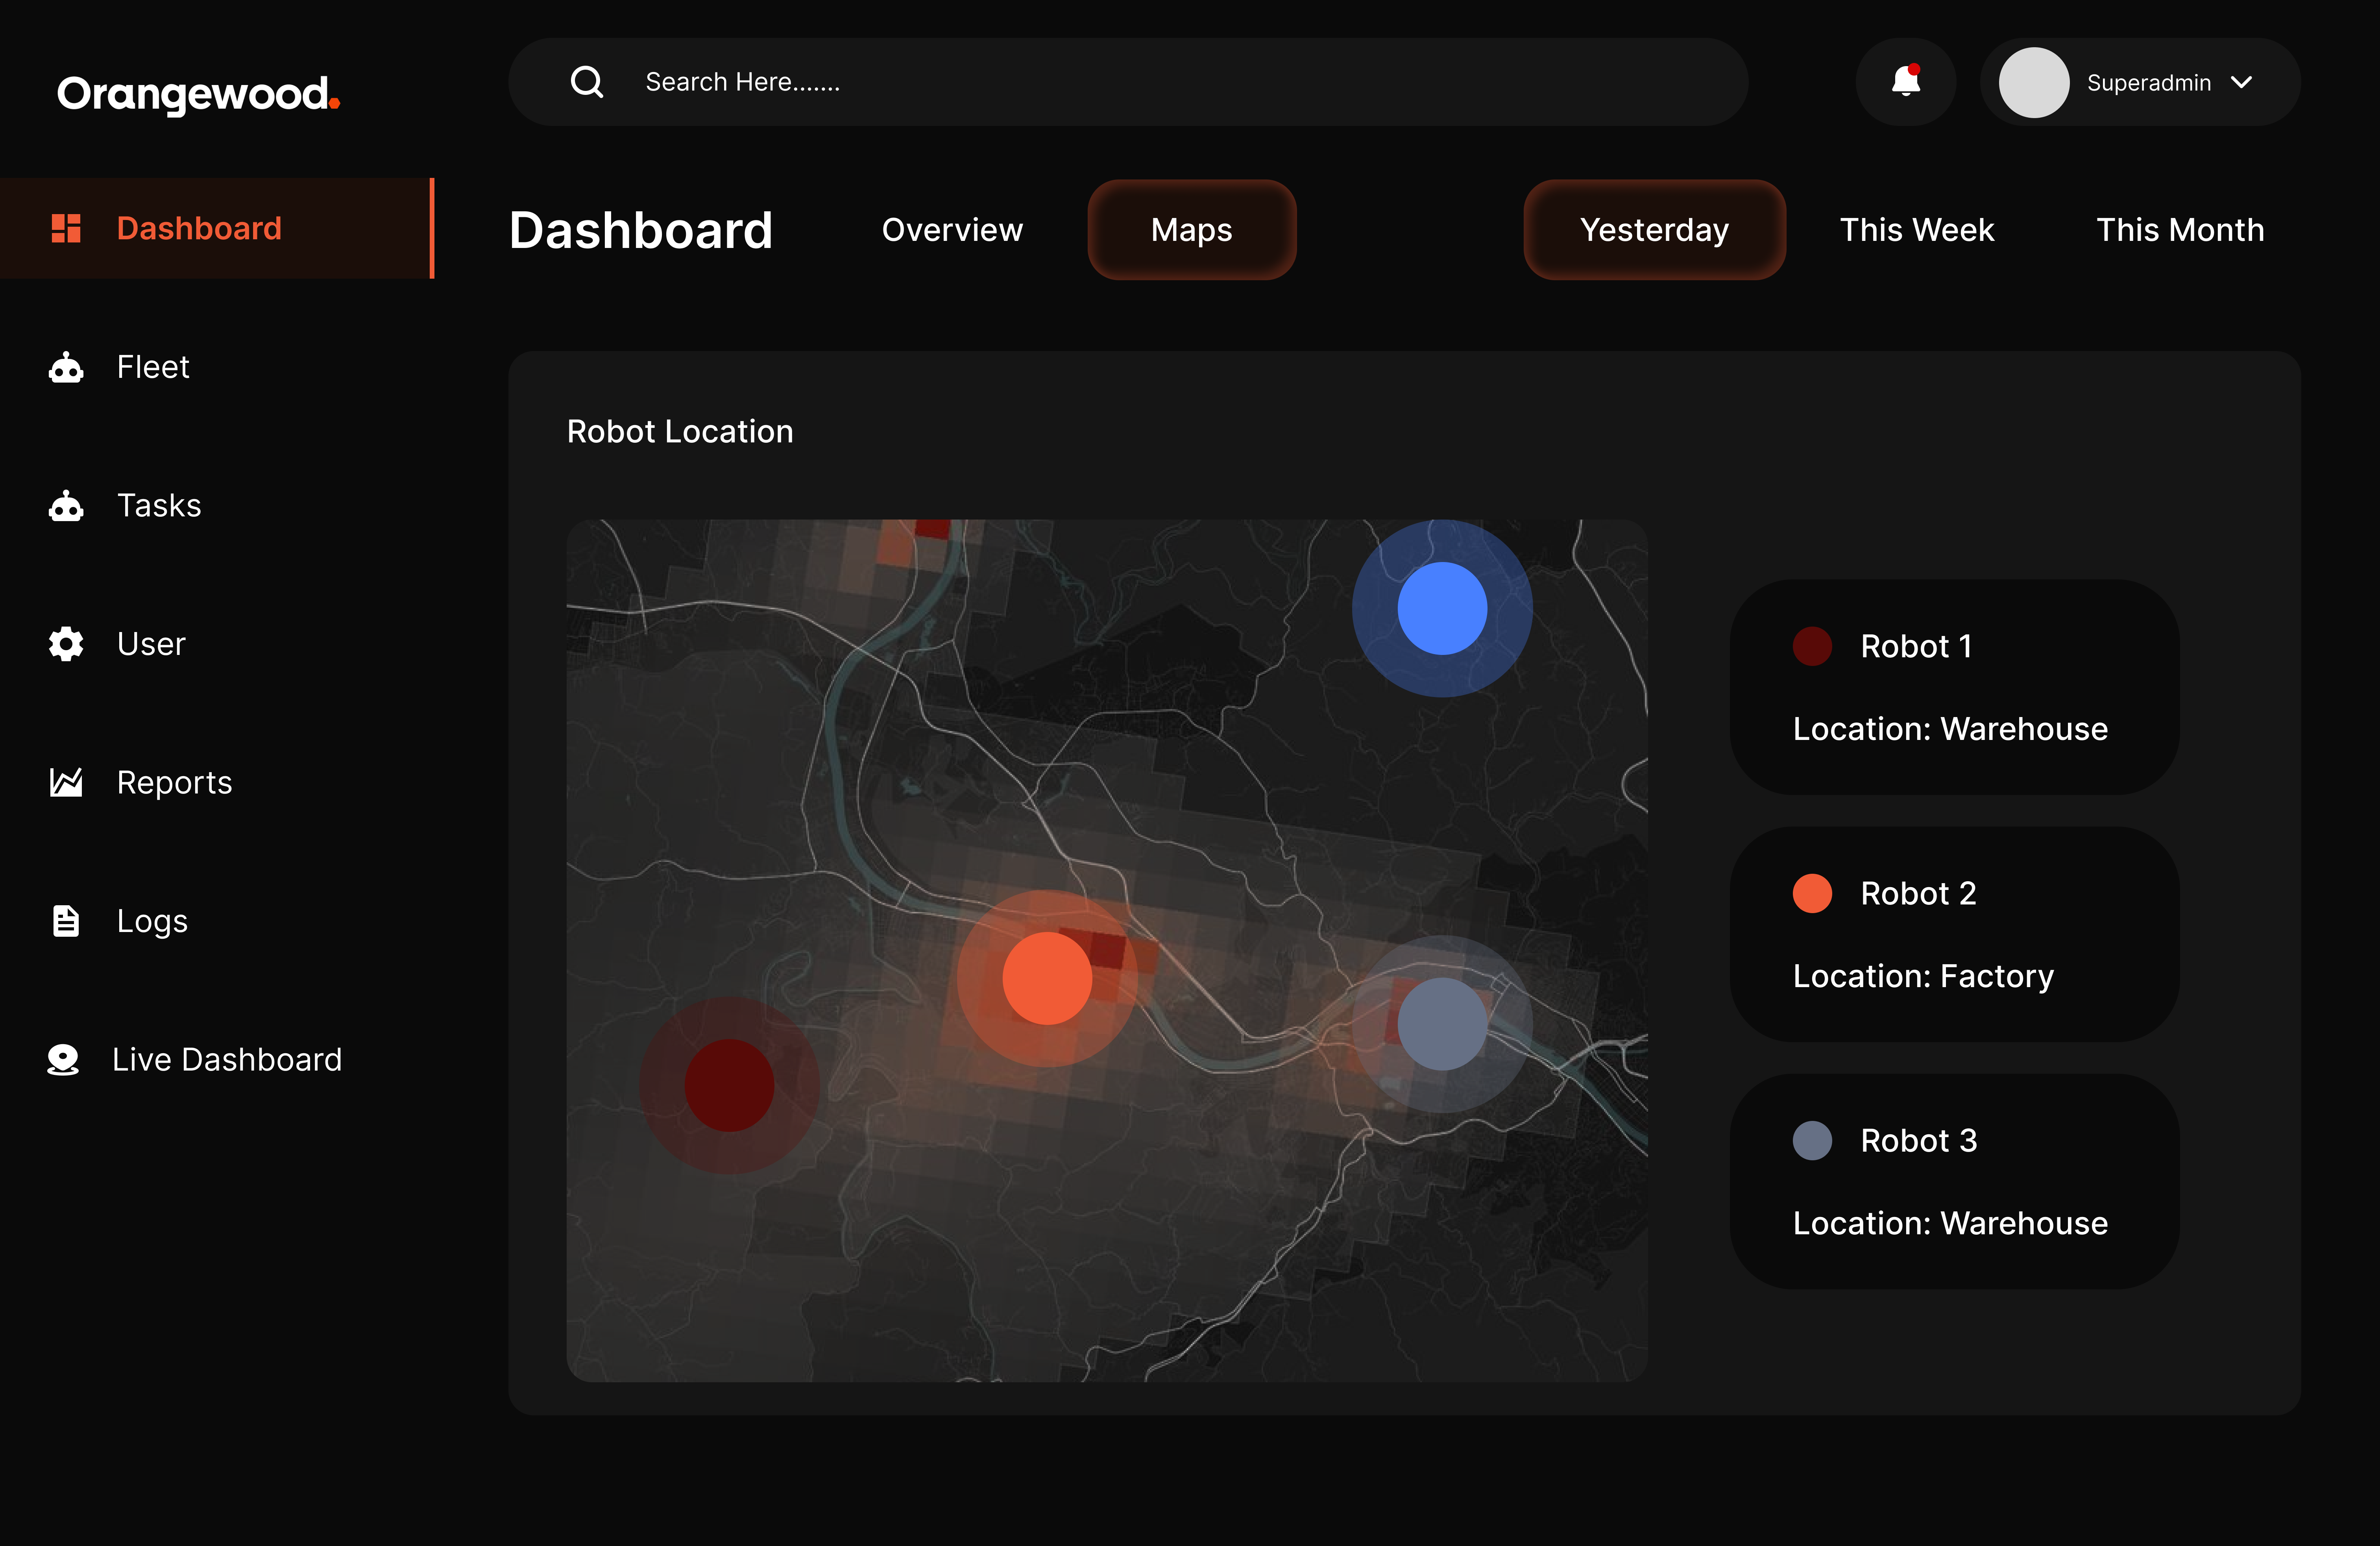 Orangewood.
Search Here.......
Superadmin
Dashboard
Dashboard
Overview
Maps
Yesterday
This Week
This Month
Fleet
Tasks
User
Reports
Logs
Live Dashboard
Robot Location
Robot 1
Location: Warehouse
Robot 2
Location: Factory
Robot 3
Location: Warehouse